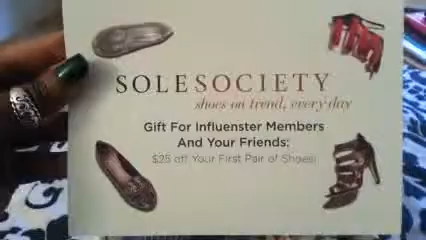 SOLESOCIETY
shoes on trend, every day
Gift For Influenster Members
And Your Friends:
$25 off Your First Pair of Shoes!